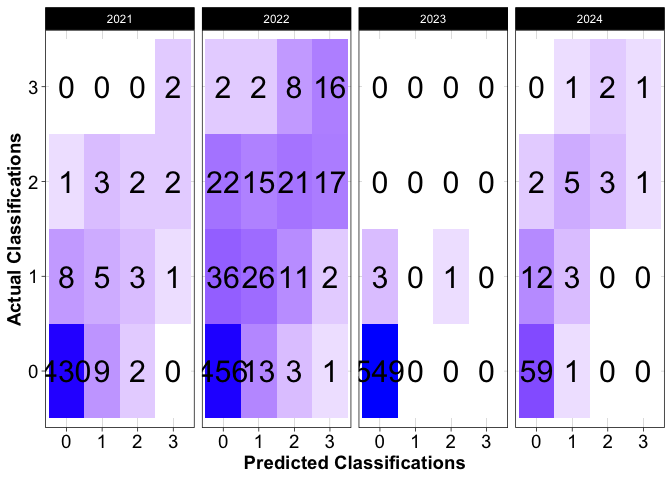 2021 2022 2023 2024
3 0 0 0 2 2 2 8 16 0 0 0 0 0 1 2 1
2 1 3 2 2 22 15 21 17 0 0 0 0 2 5 3 1
1 8 5 3 1 36 26 11 2 3 0 1 0 12 3 0 0
0 430 9 2 0 456 13 3 1 549 0 0 0 59 1 0 0
0 1 2 3 0 1 2 3 0 1 2 3 0 1 2 3
Predicted Classifications
Actual Classifications